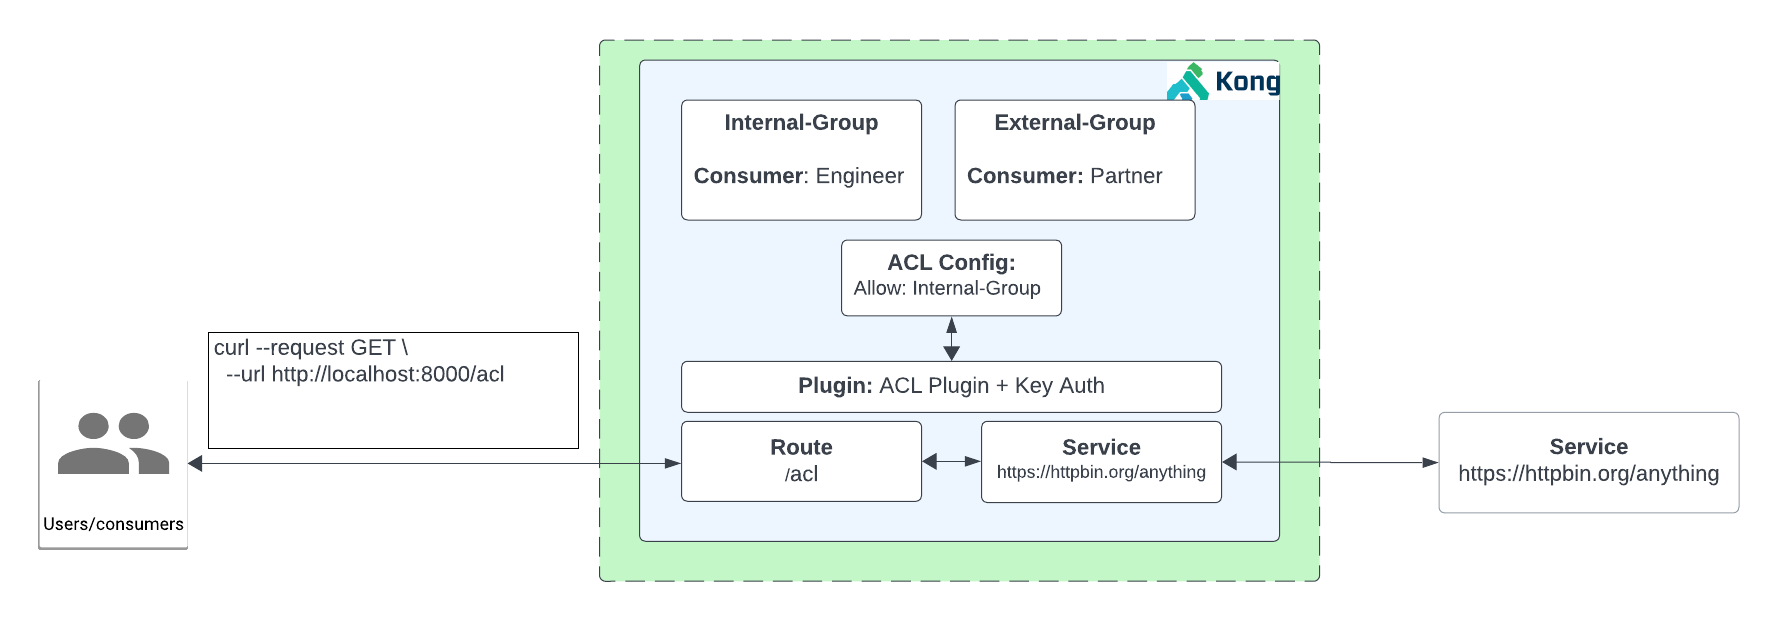 Kong
Internal-Group
Consumer: Engineer
External-Group
Consumer: Partner
ACL Config:
Allow: Internal-Group
curl --request GET \
--url http://localhost:8000/acl
Plugin: ACL Plugin + Key Auth
Users/consumers
Route
/acl
Service
https://httpbin.org/anything
Service
https://httpbin.org/anything